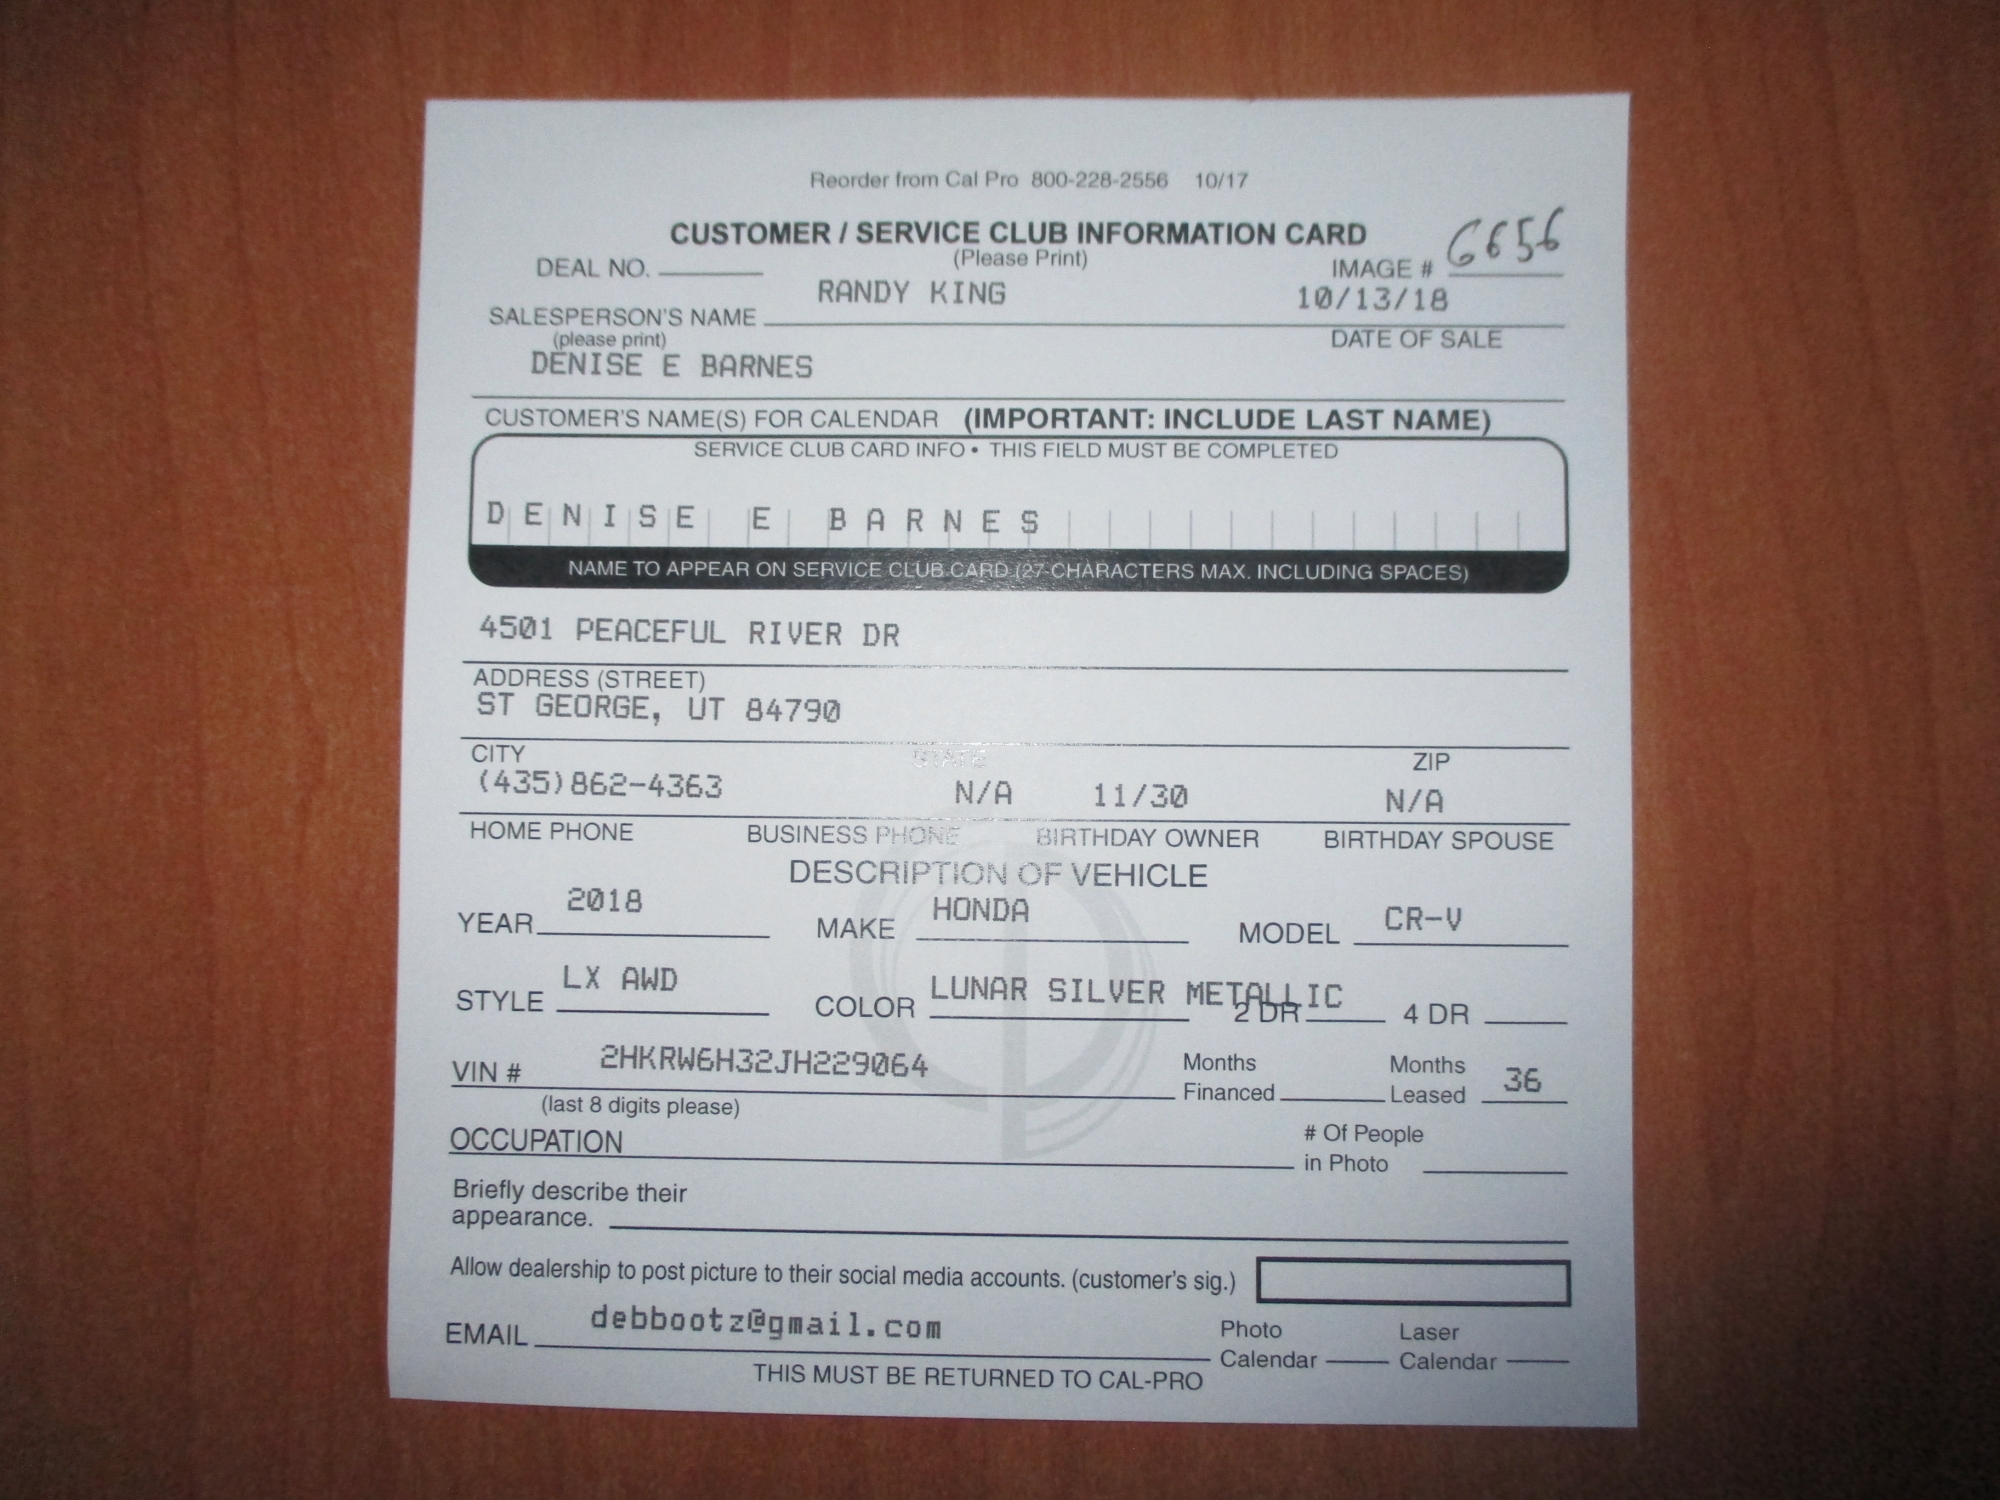 Reorder from Cal Pro 800-228-2556 10/17
CUSTOMER / SERVICE CLUB INFORMATION CARD
(Please Print)
DEAL NO.
IMAGE # 6656
RANDY KING 10/13/18
SALESPERSON'S NAME
(please print) DATE OF SALE
DENISE E BARNES
CUSTOMER'S NAME(S) FOR CALENDAR (IMPORTANT: INCLUDE LAST NAME)
SERVICE CLUB CARD INFO • THIS FIELD MUST BE COMPLETED
DENISE E BARNES
NAME TO APPEAR ON SERVICE CLUB CARD (27 CHARACTERS MAX. INCLUDING SPACES)
4501 PEACEFUL RIVER DR
ADDRESS (STREET)
ST GEORGE, UT 84790
CITY STATE ZIP
(435)862-4363 N/A 11/30 N/A
HOME PHONE BUSINESS PHONE BIRTHDAY OWNER BIRTHDAY SPOUSE
DESCRIPTION OF VEHICLE
YEAR 2018 MAKE HONDA MODEL CR-V
STYLE LX AWD COLOR LUNAR SILVER METALLIC 2 DR 4 DR
VIN # 2HKRW6H32JH229064 Months Financed Months Leased 36
(last 8 digits please)
OCCUPATION # Of People in Photo
Briefly describe their
appearance.
Allow dealership to post picture to their social media accounts. (customer's sig.)
EMAIL debbootz@gmail.com Photo Calendar Laser Calendar
THIS MUST BE RETURNED TO CAL-PRO